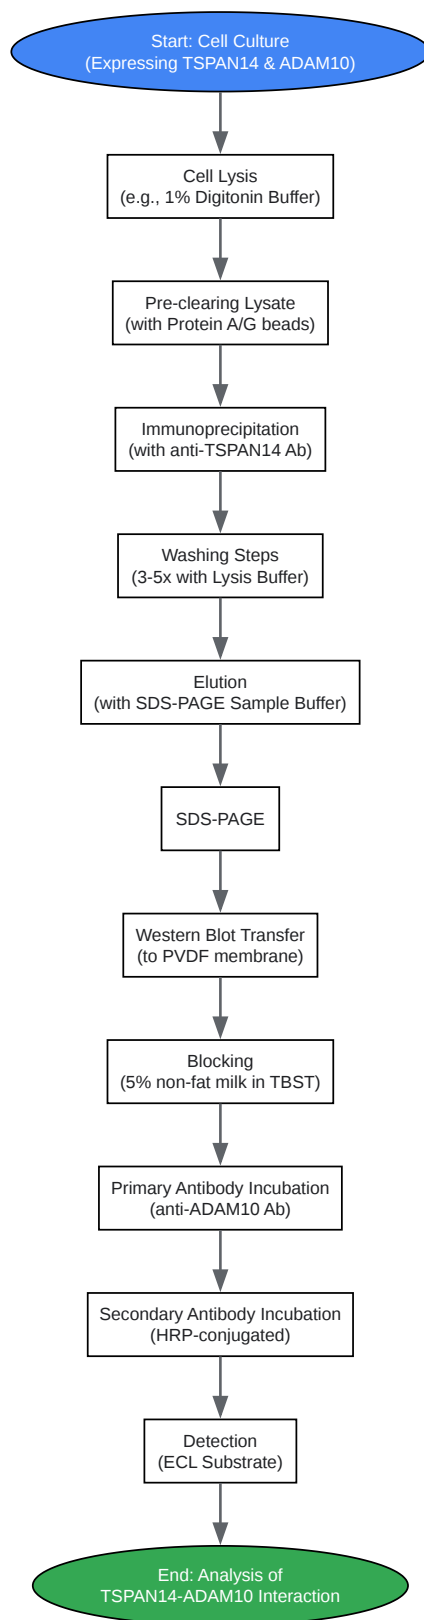 Start: Cell Culture
(Expressing TSPAN14 & ADAM10)
Cell Lysis
(e.g., 1% Digitonin Buffer)
Pre-clearing Lysate
(with Protein A/G beads)
Immunoprecipitation
(with anti-TSPAN14 Ab)
Washing Steps
(3-5x with Lysis Buffer)
Elution
(with SDS-PAGE Sample Buffer)
SDS-PAGE
Western Blot Transfer
(to PVDF membrane)
Blocking
(5% non-fat milk in TBST)
Primary Antibody Incubation
(anti-ADAM10 Ab)
Secondary Antibody Incubation
(HRP-conjugated)
Detection
(ECL Substrate)
End: Analysis of
TSPAN14-ADAM10 Interaction